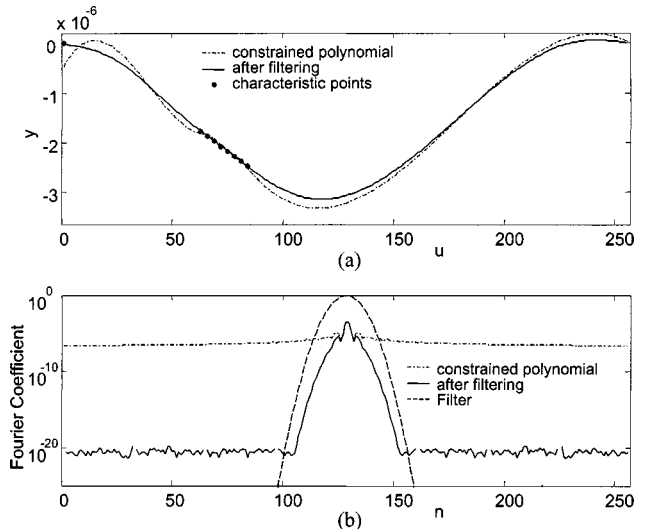 x 10^-6
0
-1
-2
-3
y
constrained polynomial
after filtering
characteristic points
0 50 100 150 200 250
u
(a)
10^0
10^-10
10^-20
Fourier Coefficient
constrained polynomial
after filtering
Filter
0 50 100 150 200 250
n
(b)